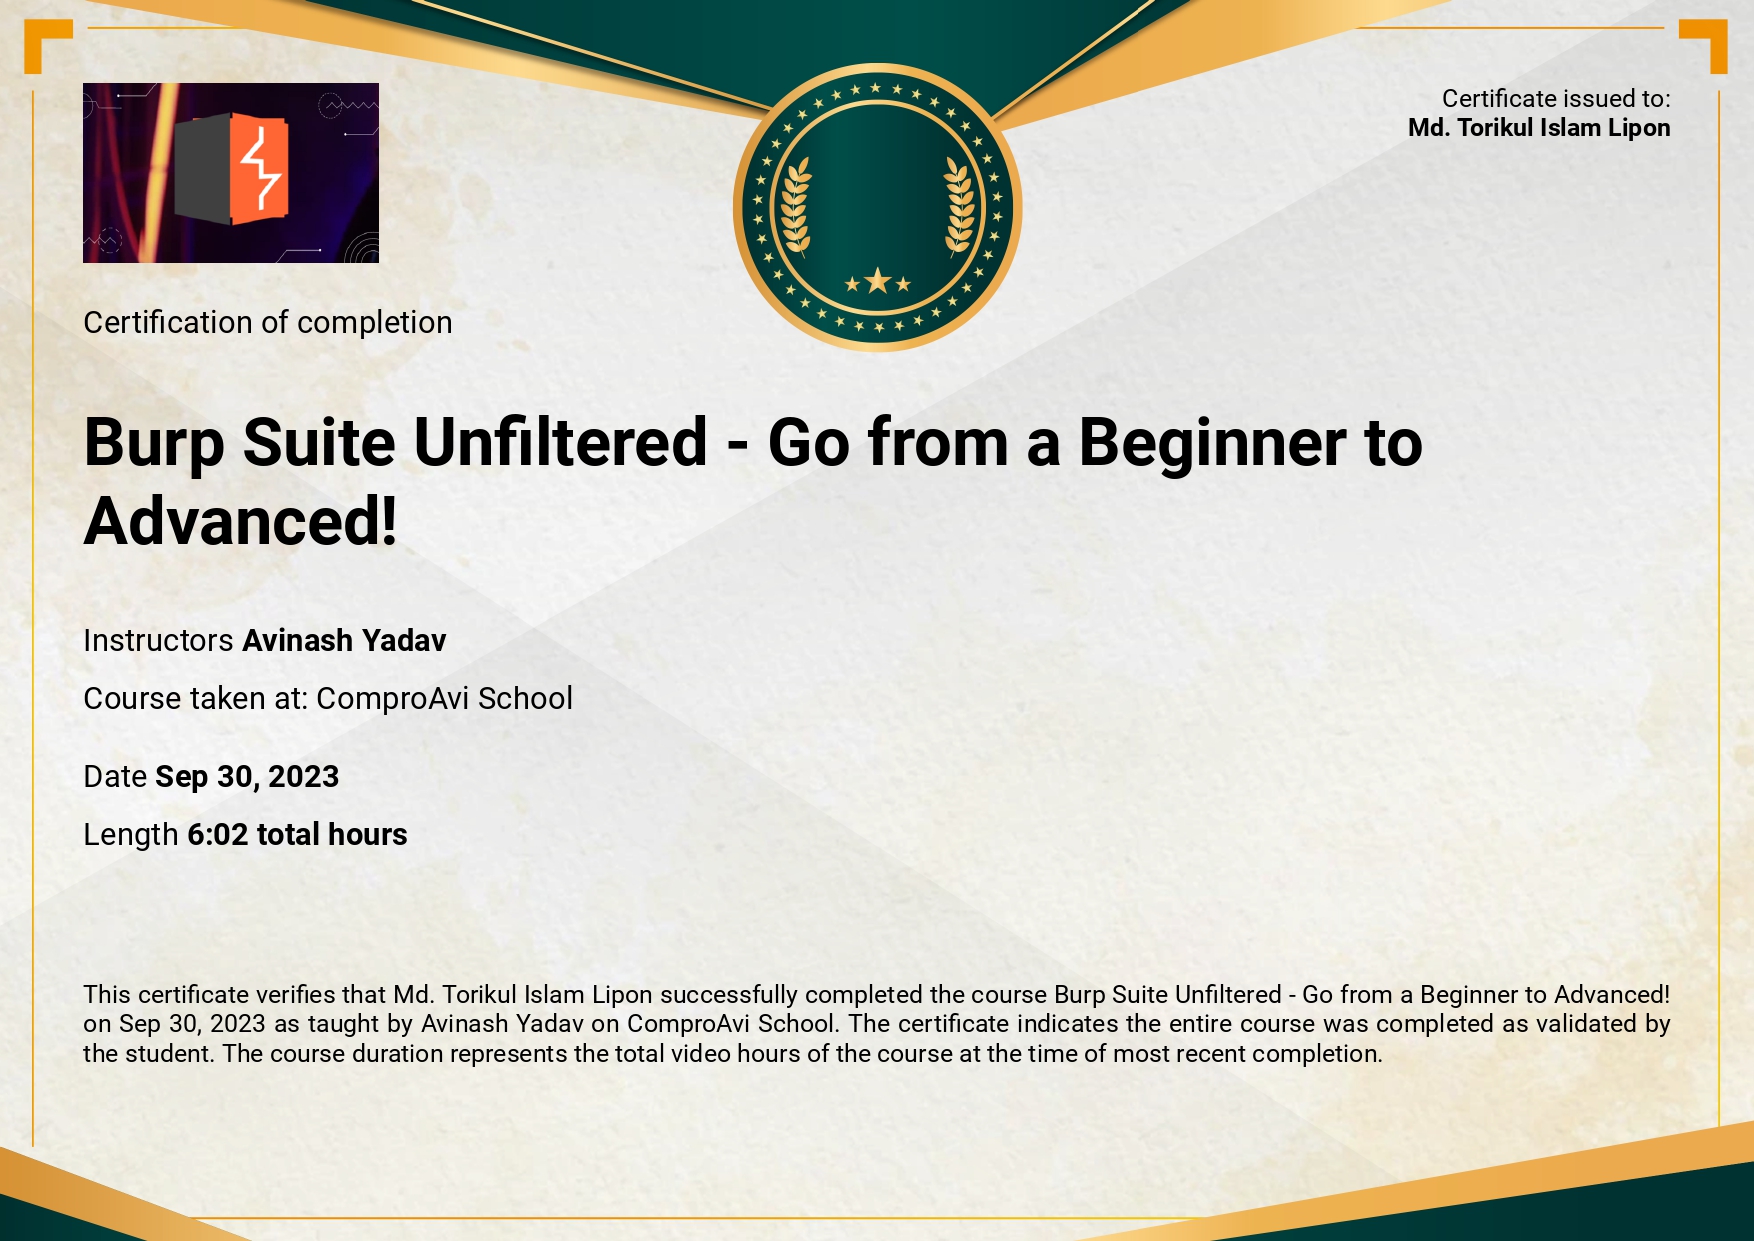 Certificate issued to:
Md. Torikul Islam Lipon
Certification of completion
Burp Suite Unfiltered - Go from a Beginner to
Advanced!
Instructors Avinash Yadav
Course taken at: ComproAvi School
Date Sep 30, 2023
Length 6:02 total hours
This certificate verifies that Md. Torikul Islam Lipon successfully completed the course Burp Suite Unfiltered - Go from a Beginner to Advanced!
on Sep 30, 2023 as taught by Avinash Yadav on ComproAvi School. The certificate indicates the entire course was completed as validated by
the student. The course duration represents the total video hours of the course at the time of most recent completion.